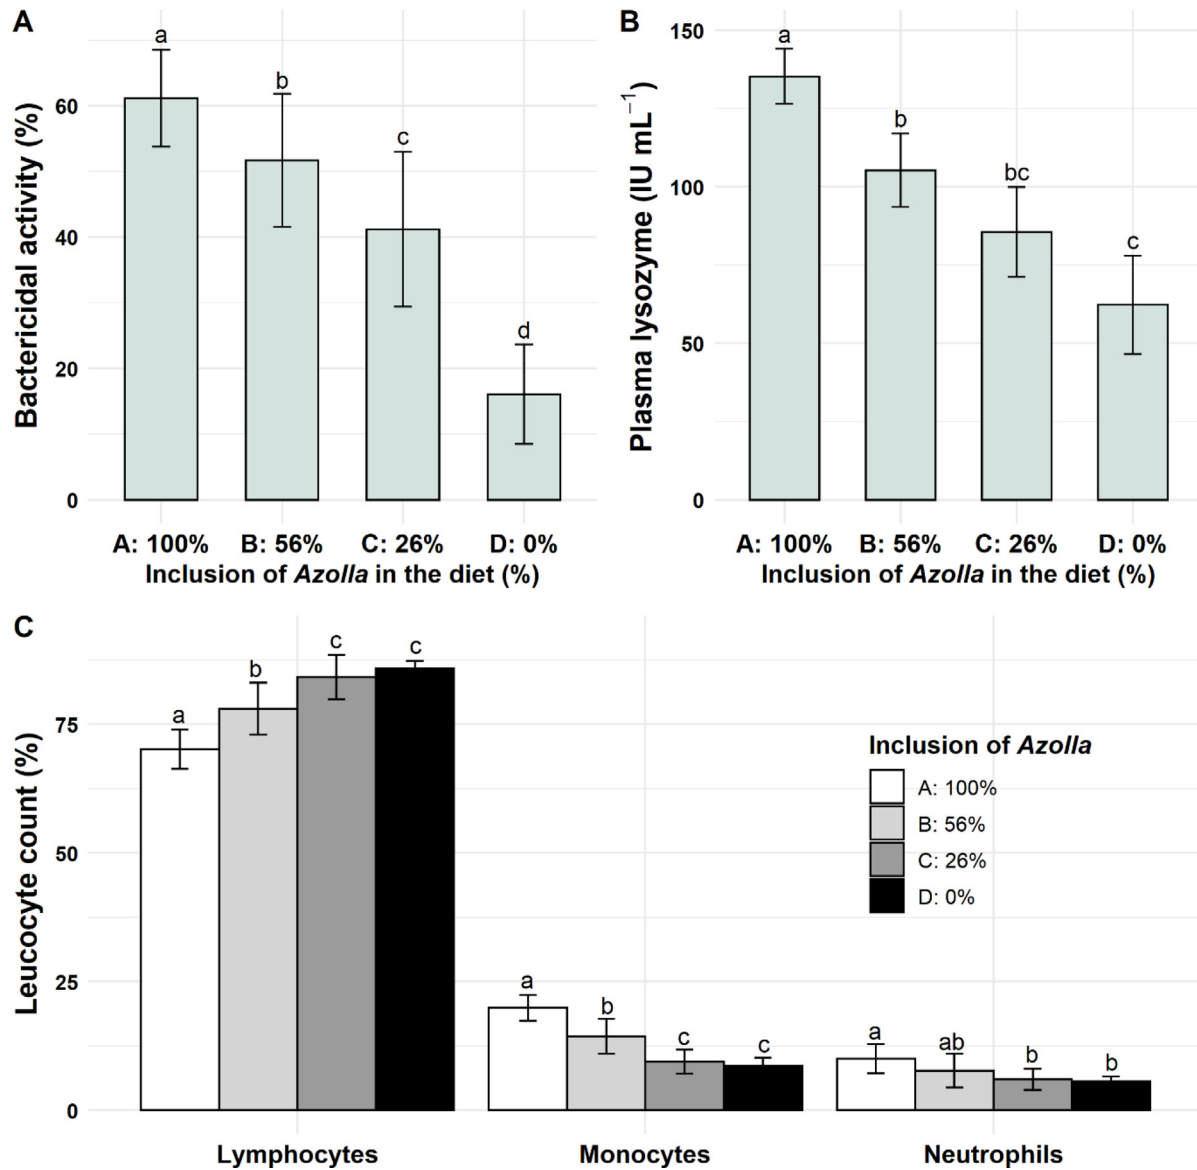 A
Bactericidal activity (%)
60
40
20
0
a
b
c
d
A: 100% B: 56% C: 26% D: 0%
Inclusion of Azolla in the diet (%)
B
Plasma lysozyme (IU mL⁻¹)
150
100
50
0
a
b
bc
c
A: 100% B: 56% C: 26% D: 0%
Inclusion of Azolla in the diet (%)
C
Leucocyte count (%)
75
50
25
0
a b c c
a b c c
a ab b b
Inclusion of Azolla
A: 100%
B: 56%
C: 26%
D: 0%
Lymphocytes Monocytes Neutrophils